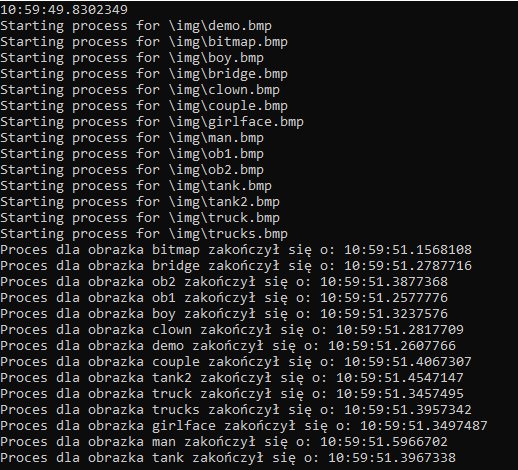 10:59:49.8302349
Starting process for \img\demo.bmp
Starting process for \img\bitmap.bmp
Starting process for \img\boy.bmp
Starting process for \img\bridge.bmp
Starting process for \img\clown.bmp
Starting process for \img\couple.bmp
Starting process for \img\girlface.bmp
Starting process for \img\man.bmp
Starting process for \img\ob1.bmp
Starting process for \img\ob2.bmp
Starting process for \img\tank.bmp
Starting process for \img\tank2.bmp
Starting process for \img\truck.bmp
Starting process for \img\trucks.bmp
Proces dla obrazka bitmap zakończył się o: 10:59:51.1568108
Proces dla obrazka bridge zakończył się o: 10:59:51.2787716
Proces dla obrazka ob2 zakończył się o: 10:59:51.3877368
Proces dla obrazka ob1 zakończył się o: 10:59:51.2577776
Proces dla obrazka boy zakończył się o: 10:59:51.3237576
Proces dla obrazka clown zakończył się o: 10:59:51.2817709
Proces dla obrazka demo zakończył się o: 10:59:51.2607766
Proces dla obrazka couple zakończył się o: 10:59:51.4067307
Proces dla obrazka tank2 zakończył się o: 10:59:51.4547147
Proces dla obrazka truck zakończył się o: 10:59:51.3457495
Proces dla obrazka trucks zakończył się o: 10:59:51.3957342
Proces dla obrazka girlface zakończył się o: 10:59:51.3497487
Proces dla obrazka man zakończył się o: 10:59:51.5966702
Proces dla obrazka tank zakończył się o: 10:59:51.3967338